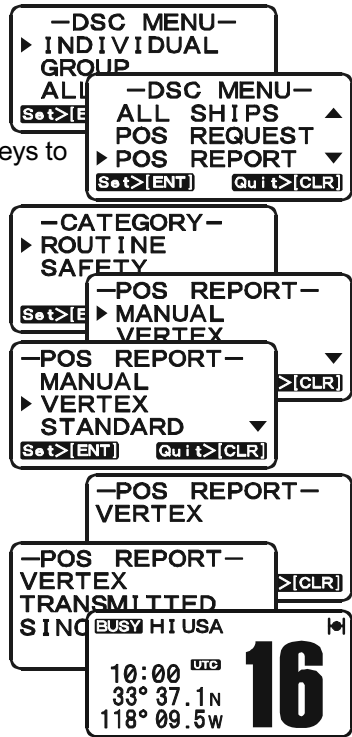 —DSC MENU—
▶ INDIVIDUAL
GROUP
ALL
Set>[E
—DSC MENU—
ALL SHIPS ▲
POS REQUEST
▶ POS REPORT ▼
Set>[ENT] Quit>[CLR]
eys to
—CATEGORY—
▶ ROUTINE
SAFETY
Set>[E
—POS REPORT—
▶ MANUAL
VERTEX
▼
>[CLR]
—POS REPORT—
MANUAL
▶ VERTEX
STANDARD ▼
Set>[ENT] Quit>[CLR]
—POS REPORT—
VERTEX
>[CLR]
—POS REPORT—
VERTEX
TRANSMITTED
SINC
BUSY HI USA
10:00 UTC
33° 37.1N
118° 09.5W
16